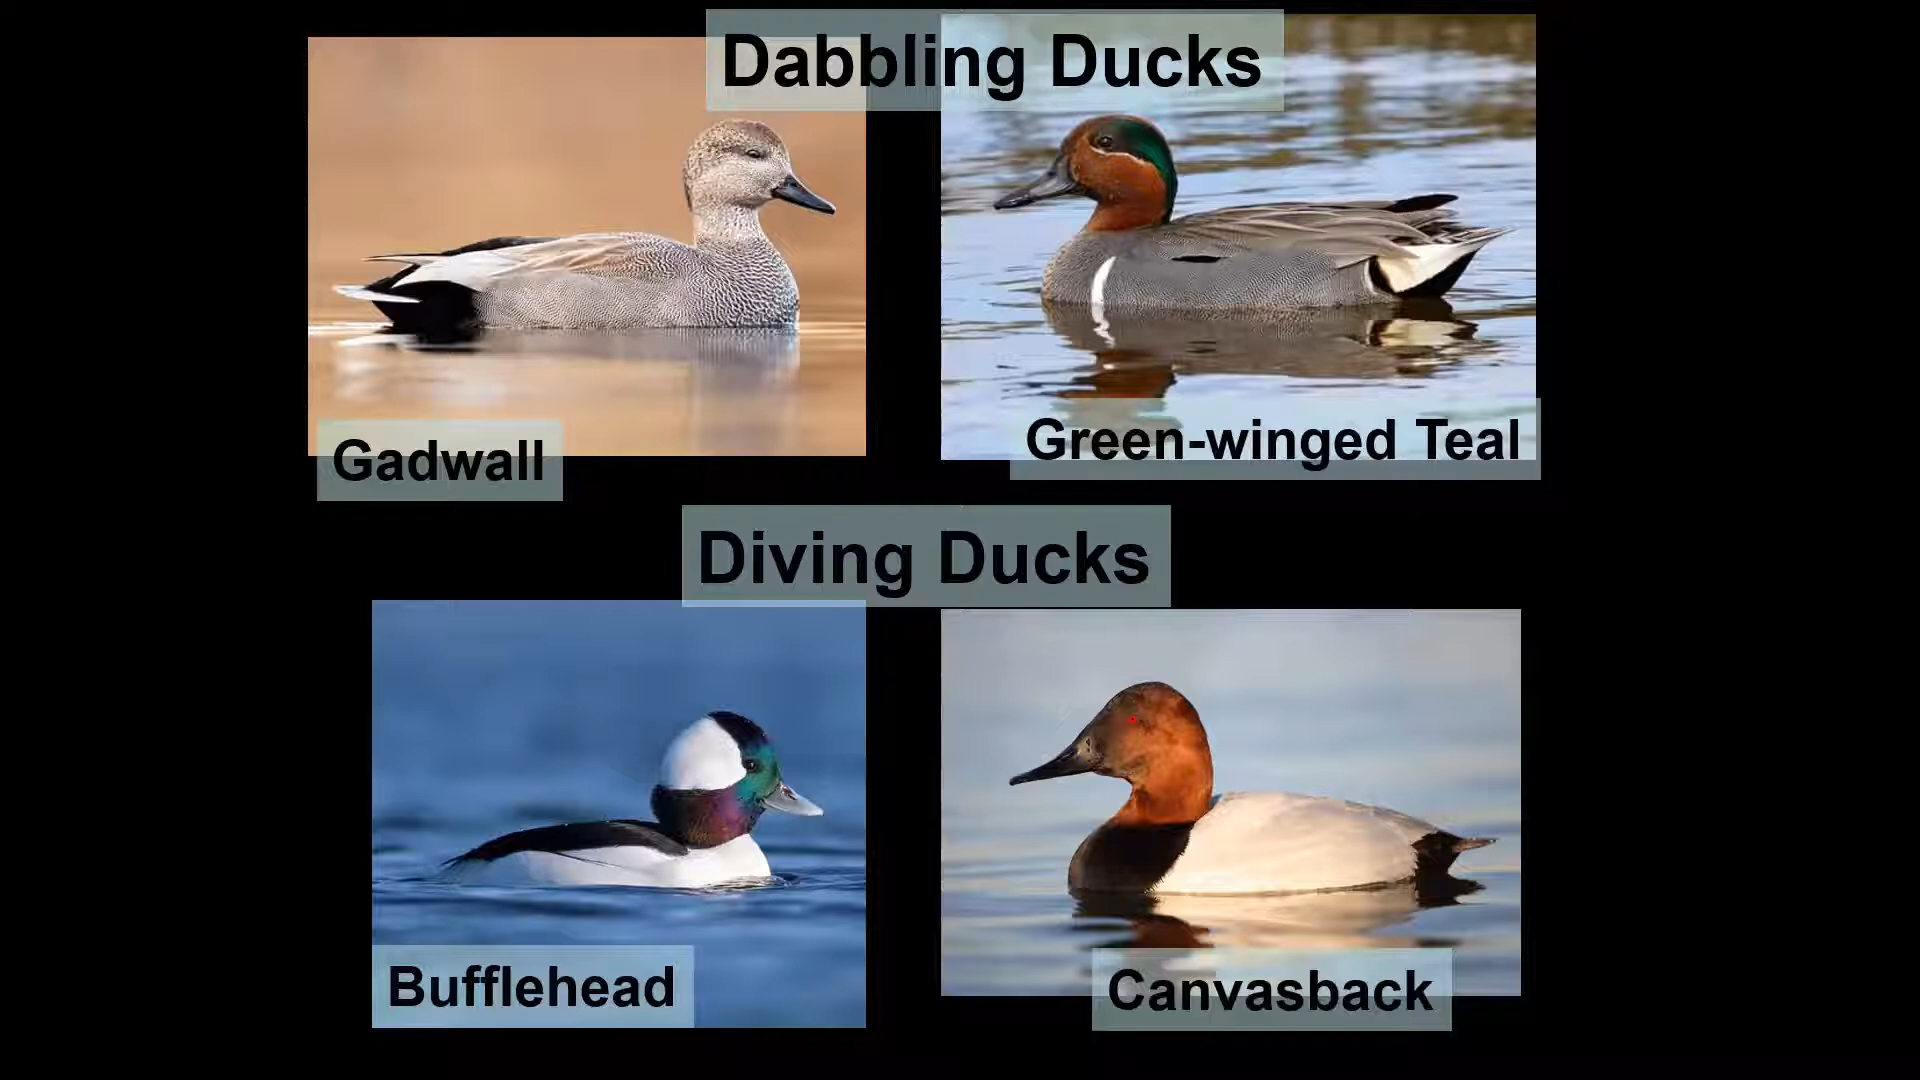 Dabbling Ducks
Gadwall
Green-winged Teal
Diving Ducks
Bufflehead
Canvasback